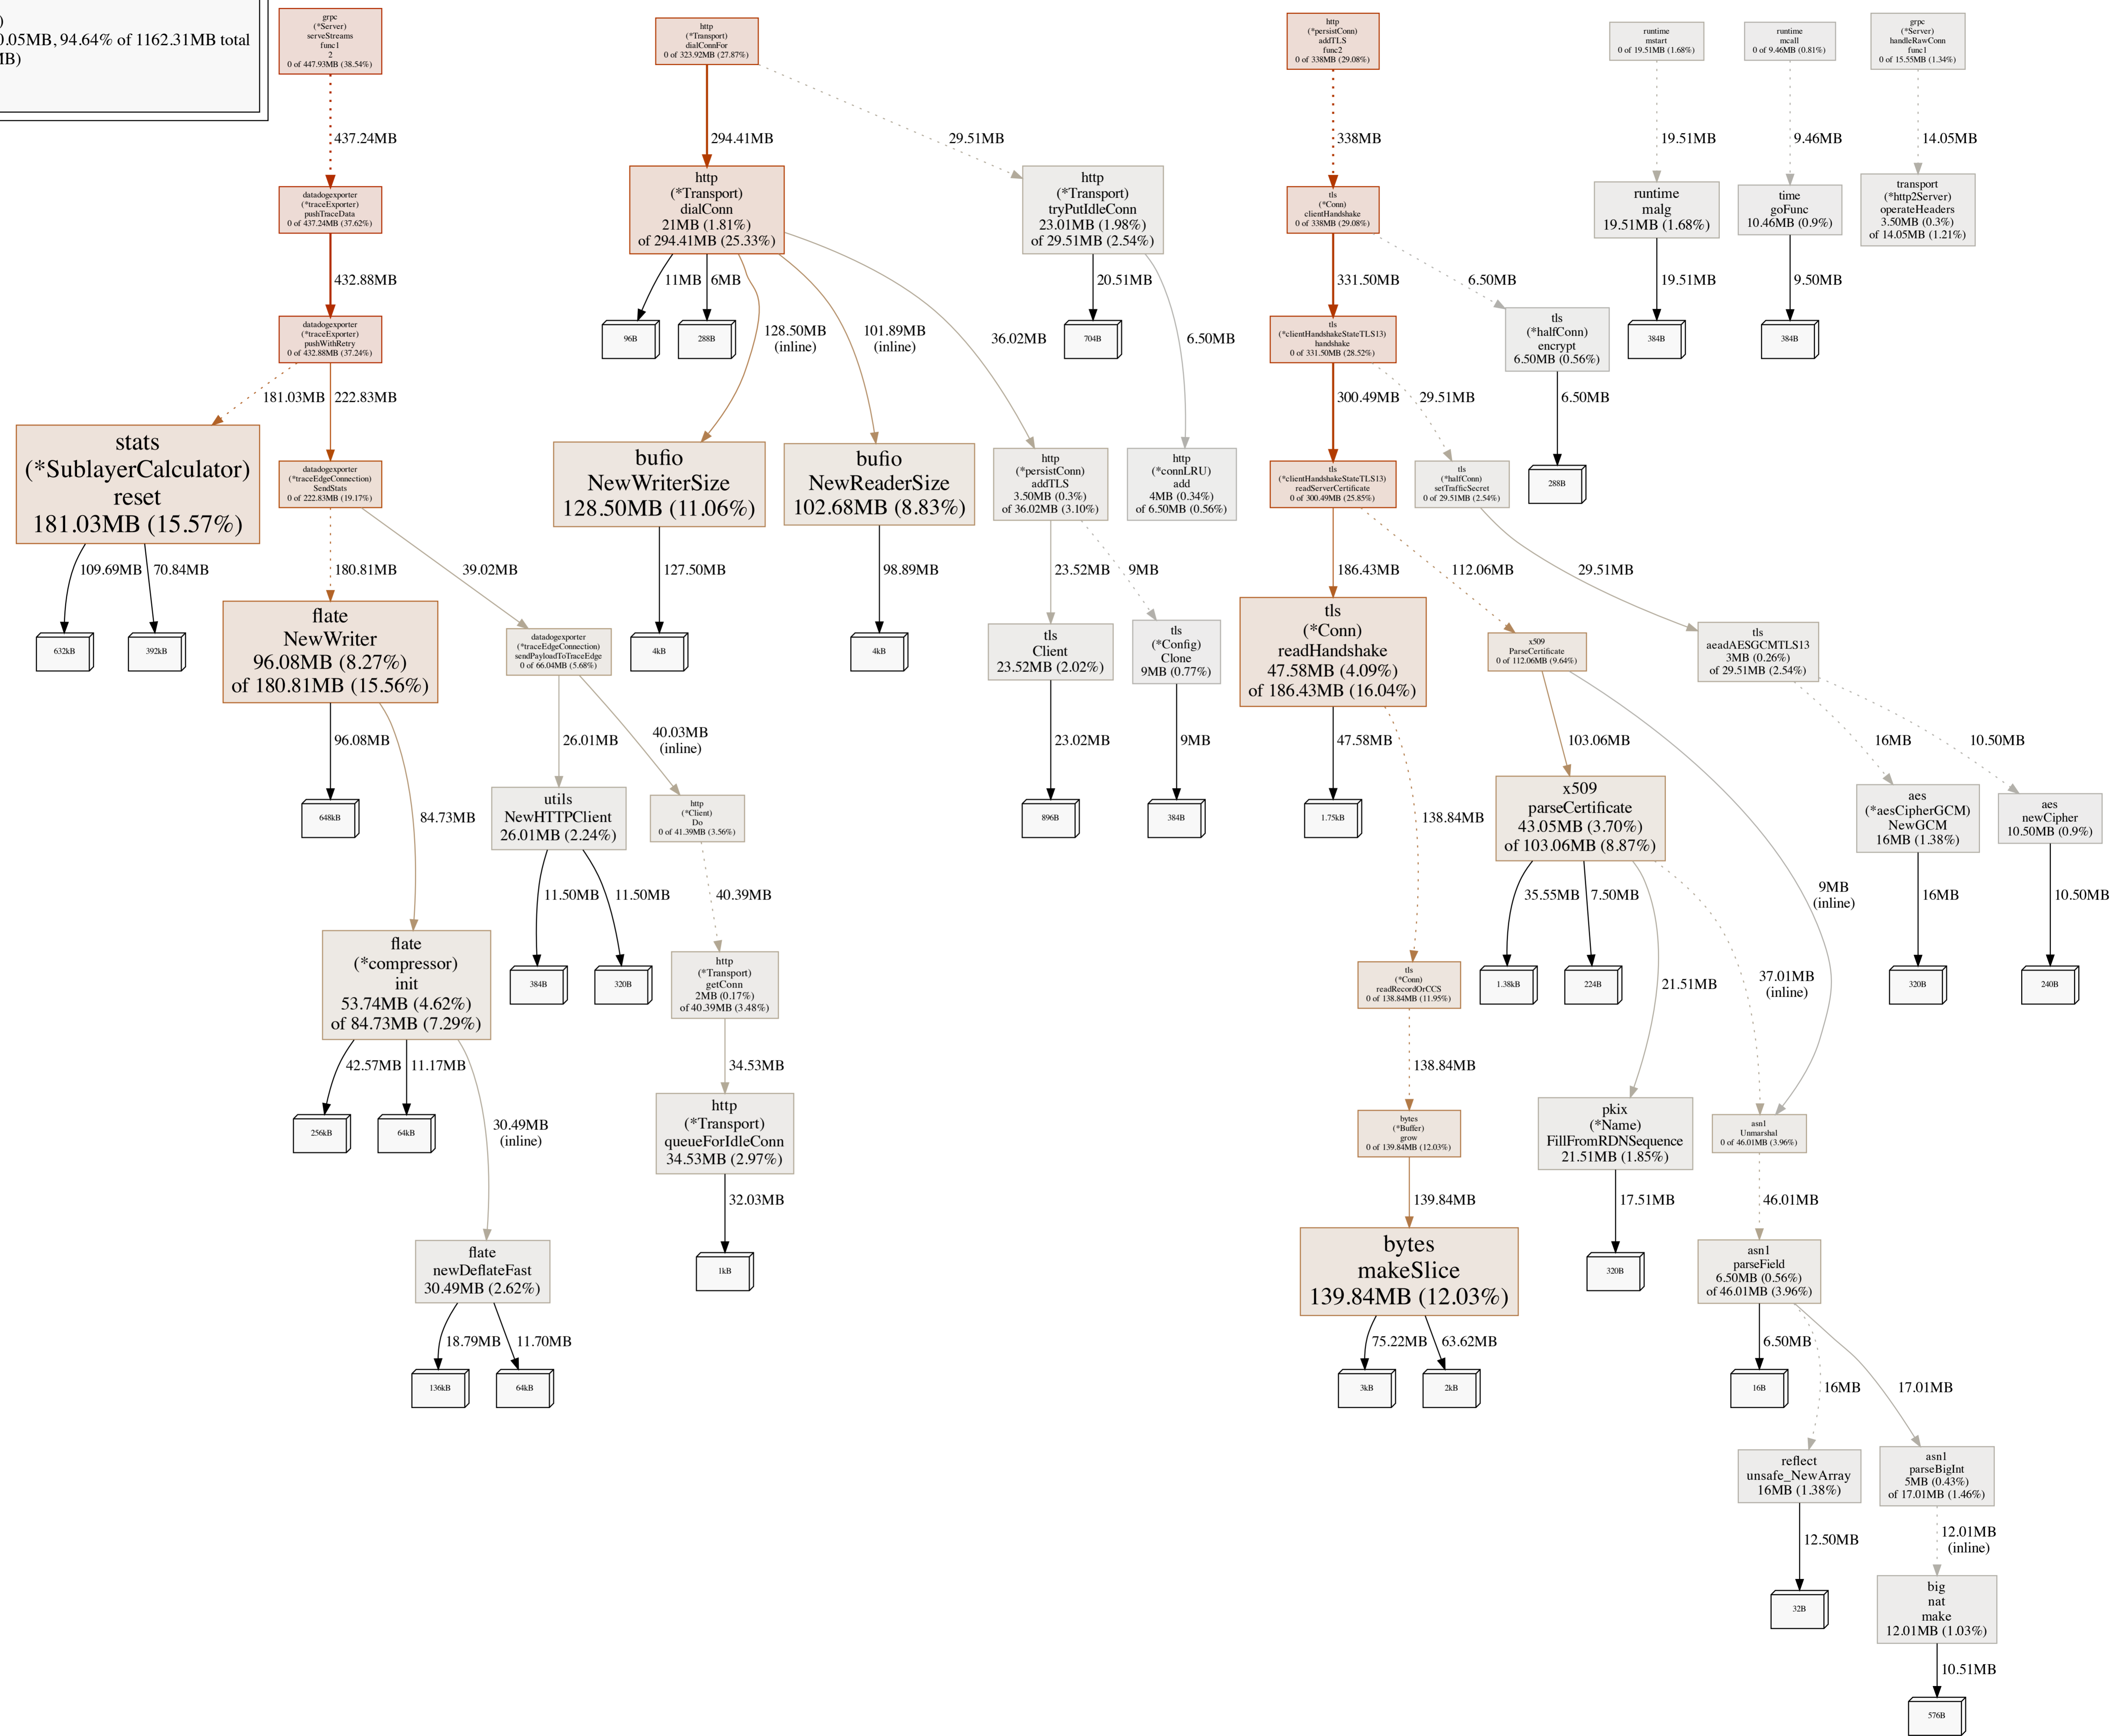 )
0.05MB, 94.64% of 1162.31MB total
MB)
grpc
(*Server)
serveStreams
func1
2
0 of 447.93MB (38.54%)
http
(*Transport)
dialConnFor
0 of 323.92MB (27.87%)
http
(*persistConn)
addTLS
func2
0 of 338MB (29.08%)
runtime
mstart
0 of 19.51MB (1.68%)
runtime
mcall
0 of 9.46MB (0.81%)
grpc
(*Server)
handleRawConn
func1
0 of 15.55MB (1.34%)
437.24MB
294.41MB
29.51MB
338MB
19.51MB
9.46MB
14.05MB
datadogexporter
(*traceExporter)
pushTraceData
0 of 437.24MB (37.62%)
http
(*Transport)
dialConn
21MB (1.81%)
of 294.41MB (25.33%)
http
(*Transport)
tryPutIdleConn
23.01MB (1.98%)
of 29.51MB (2.54%)
tls
(*Conn)
clientHandshake
0 of 338MB (29.08%)
runtime
malg
19.51MB (1.68%)
time
goFunc
10.46MB (0.9%)
transport
(*http2Server)
operateHeaders
3.50MB (0.3%)
of 14.05MB (1.21%)
432.88MB
11MB
6MB
128.50MB
(inline)
101.89MB
(inline)
36.02MB
20.51MB
6.50MB
331.50MB
6.50MB
19.51MB
9.50MB
datadogexporter
(*traceExporter)
pushWithRetry
0 of 432.88MB (37.24%)
96B
288B
704B
tls
(*clientHandshakeStateTLS13)
handshake
0 of 331.50MB (28.52%)
tls
(*halfConn)
encrypt
6.50MB (0.56%)
384B
384B
181.03MB
222.83MB
300.49MB
29.51MB
6.50MB
stats
(*SublayerCalculator)
reset
181.03MB (15.57%)
datadogexporter
(*traceEdgeConnection)
SendStats
0 of 222.83MB (19.17%)
bufio
NewWriterSize
128.50MB (11.06%)
bufio
NewReaderSize
102.68MB (8.83%)
http
(*persistConn)
addTLS
3.50MB (0.3%)
of 36.02MB (3.10%)
http
(*connLRU)
add
4MB (0.34%)
of 6.50MB (0.56%)
tls
(*clientHandshakeStateTLS13)
readServerCertificate
0 of 300.49MB (25.85%)
tls
(*halfConn)
setTrafficSecret
0 of 29.51MB (2.54%)
288B
109.69MB
70.84MB
180.81MB
39.02MB
127.50MB
98.89MB
23.52MB
9MB
186.43MB
112.06MB
29.51MB
632kB
392kB
flate
NewWriter
96.08MB (8.27%)
of 180.81MB (15.56%)
datadogexporter
(*traceEdgeConnection)
sendPayloadToTraceEdge
0 of 66.04MB (5.68%)
4kB
4kB
tls
Client
23.52MB (2.02%)
tls
(*Config)
Clone
9MB (0.77%)
tls
(*Conn)
readHandshake
47.58MB (4.09%)
of 186.43MB (16.04%)
x509
ParseCertificate
0 of 112.06MB (9.64%)
tls
aeadAESGCMTLS13
3MB (0.26%)
of 29.51MB (2.54%)
96.08MB
84.73MB
26.01MB
40.03MB
(inline)
23.02MB
9MB
47.58MB
138.84MB
103.06MB
9MB
(inline)
16MB
10.50MB
648kB
utils
NewHTTPClient
26.01MB (2.24%)
http
(*Client)
Do
0 of 41.39MB (3.56%)
896B
384B
1.75kB
x509
parseCertificate
43.05MB (3.70%)
of 103.06MB (8.87%)
aes
(*aesCipherGCM)
NewGCM
16MB (1.38%)
aes
newCipher
10.50MB (0.9%)
11.50MB
11.50MB
40.39MB
35.55MB
7.50MB
21.51MB
37.01MB
(inline)
16MB
10.50MB
flate
(*compressor)
init
53.74MB (4.62%)
of 84.73MB (7.29%)
384B
320B
http
(*Transport)
getConn
2MB (0.17%)
of 40.39MB (3.48%)
tls
(*Conn)
readRecordOrCCS
0 of 138.84MB (11.95%)
1.38kB
224B
320B
240B
42.57MB
11.17MB
30.49MB
(inline)
34.53MB
138.84MB
256kB
64kB
http
(*Transport)
queueForIdleConn
34.53MB (2.97%)
bytes
(*Buffer)
grow
0 of 139.84MB (12.03%)
pkix
(*Name)
FillFromRDNSequence
21.51MB (1.85%)
asn1
Unmarshal
0 of 46.01MB (3.96%)
32.03MB
139.84MB
17.51MB
46.01MB
flate
newDeflateFast
30.49MB (2.62%)
1kB
bytes
makeSlice
139.84MB (12.03%)
320B
asn1
parseField
6.50MB (0.56%)
of 46.01MB (3.96%)
18.79MB
11.70MB
75.22MB
63.62MB
6.50MB
16MB
17.01MB
136kB
64kB
3kB
2kB
16B
reflect
unsafe_NewArray
16MB (1.38%)
asn1
parseBigInt
5MB (0.43%)
of 17.01MB (1.46%)
12.50MB
12.01MB
(inline)
32B
big
nat
make
12.01MB (1.03%)
10.51MB
576B